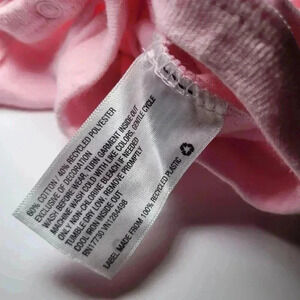 60% COTTON, 40% RECYCLED POLYESTER
EXCLUSIVE OF DECORATION
WASH BEFORE WEAR. TURN GARMENT INSIDE OUT
MACHINE WASH COLD WITH LIKE COLORS, GENTLE CYCLE
ONLY NON-CHLORINE BLEACH IF NEEDED
TUMBLE DRY LOW. REMOVE PROMPTLY
COOL IRON INSIDE OUT
RN17730 VN1284498
LABEL MADE FROM 100% RECYCLED PLASTIC